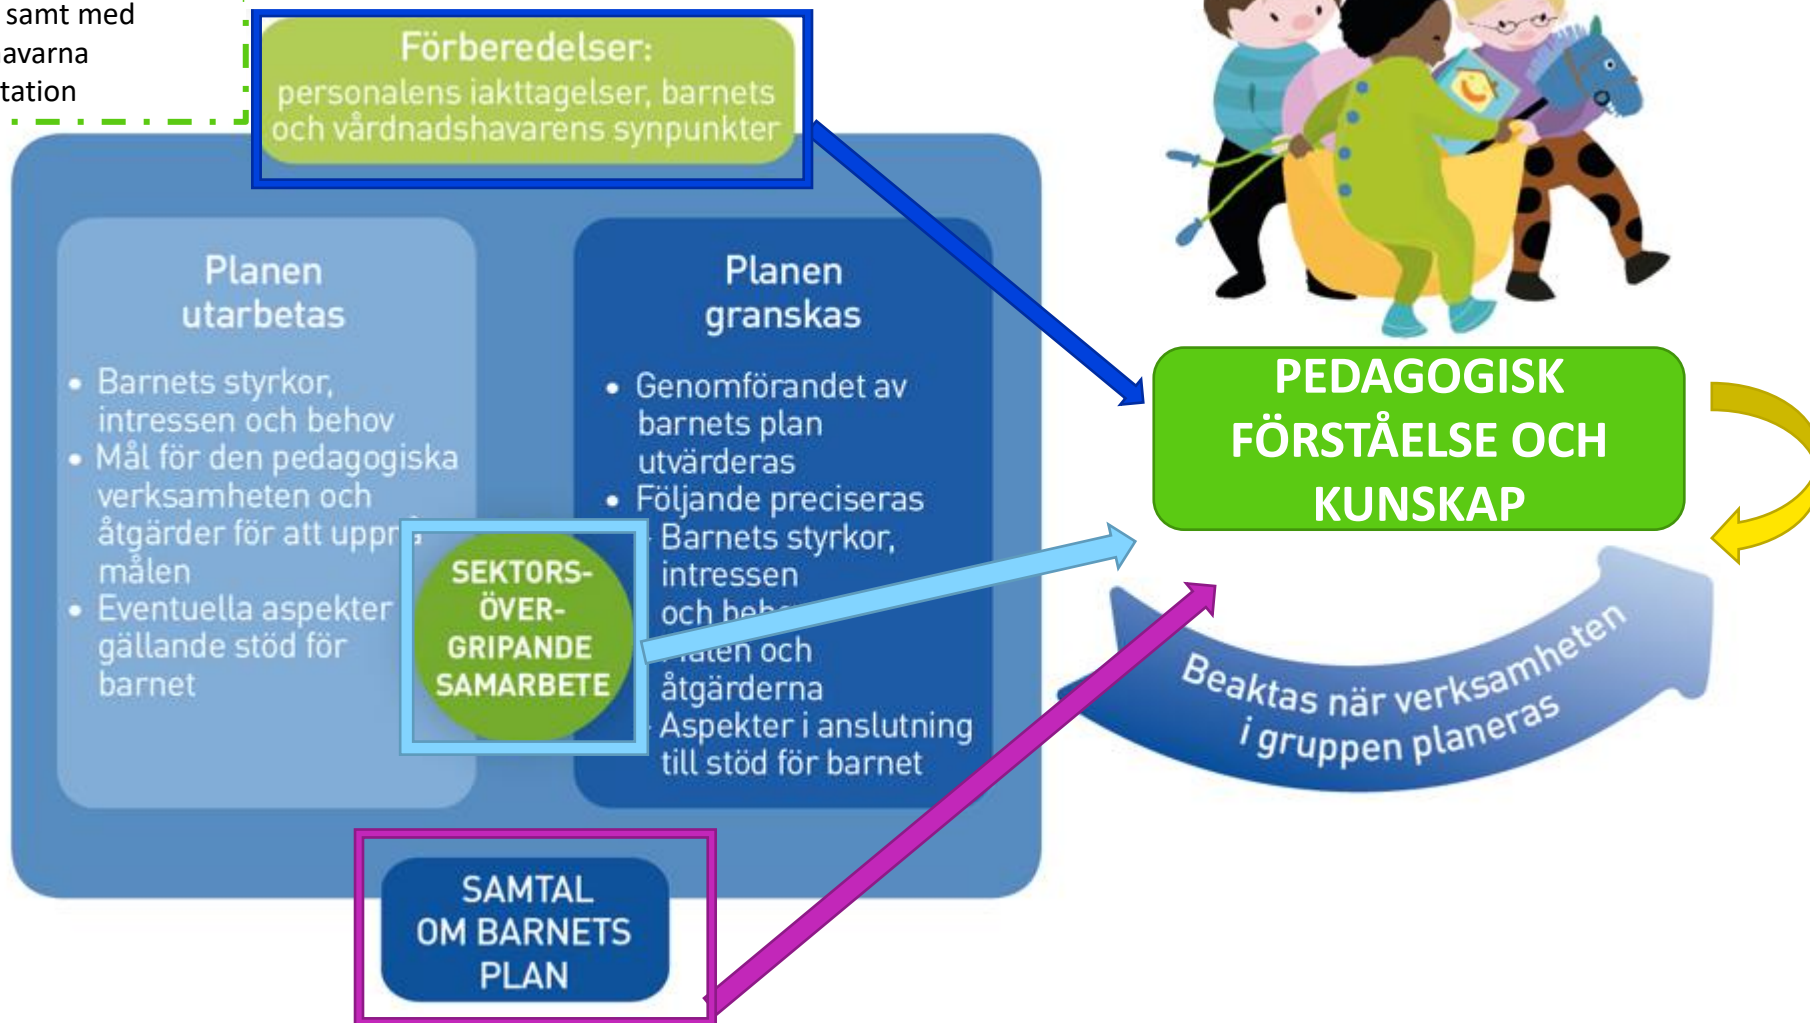 samt med
avarna
tation
Förberedelser:
personalens iakttagelser, barnets
och vårdnadshavarens synpunkter
Planen
utarbetas
• Barnets styrkor,
intressen och behov
• Mål för den pedagogiska
verksamheten och
åtgärder för att uppnå
målen
• Eventuella aspekter
gällande stöd för
barnet
SEKTORS-
ÖVER-
GRIPANDE
SAMARBETE
Planen
granskas
• Genomförandet av
barnets plan
utvärderas
• Följande preciseras
- Barnets styrkor,
intressen
och behov
- Målen och
åtgärderna
- Aspekter i anslutning
till stöd för barnet
SAMTAL
OM BARNETS
PLAN
PEDAGOGISK
FÖRSTÅELSE OCH
KUNSKAP
Beaktas när verksamheten
i gruppen planeras